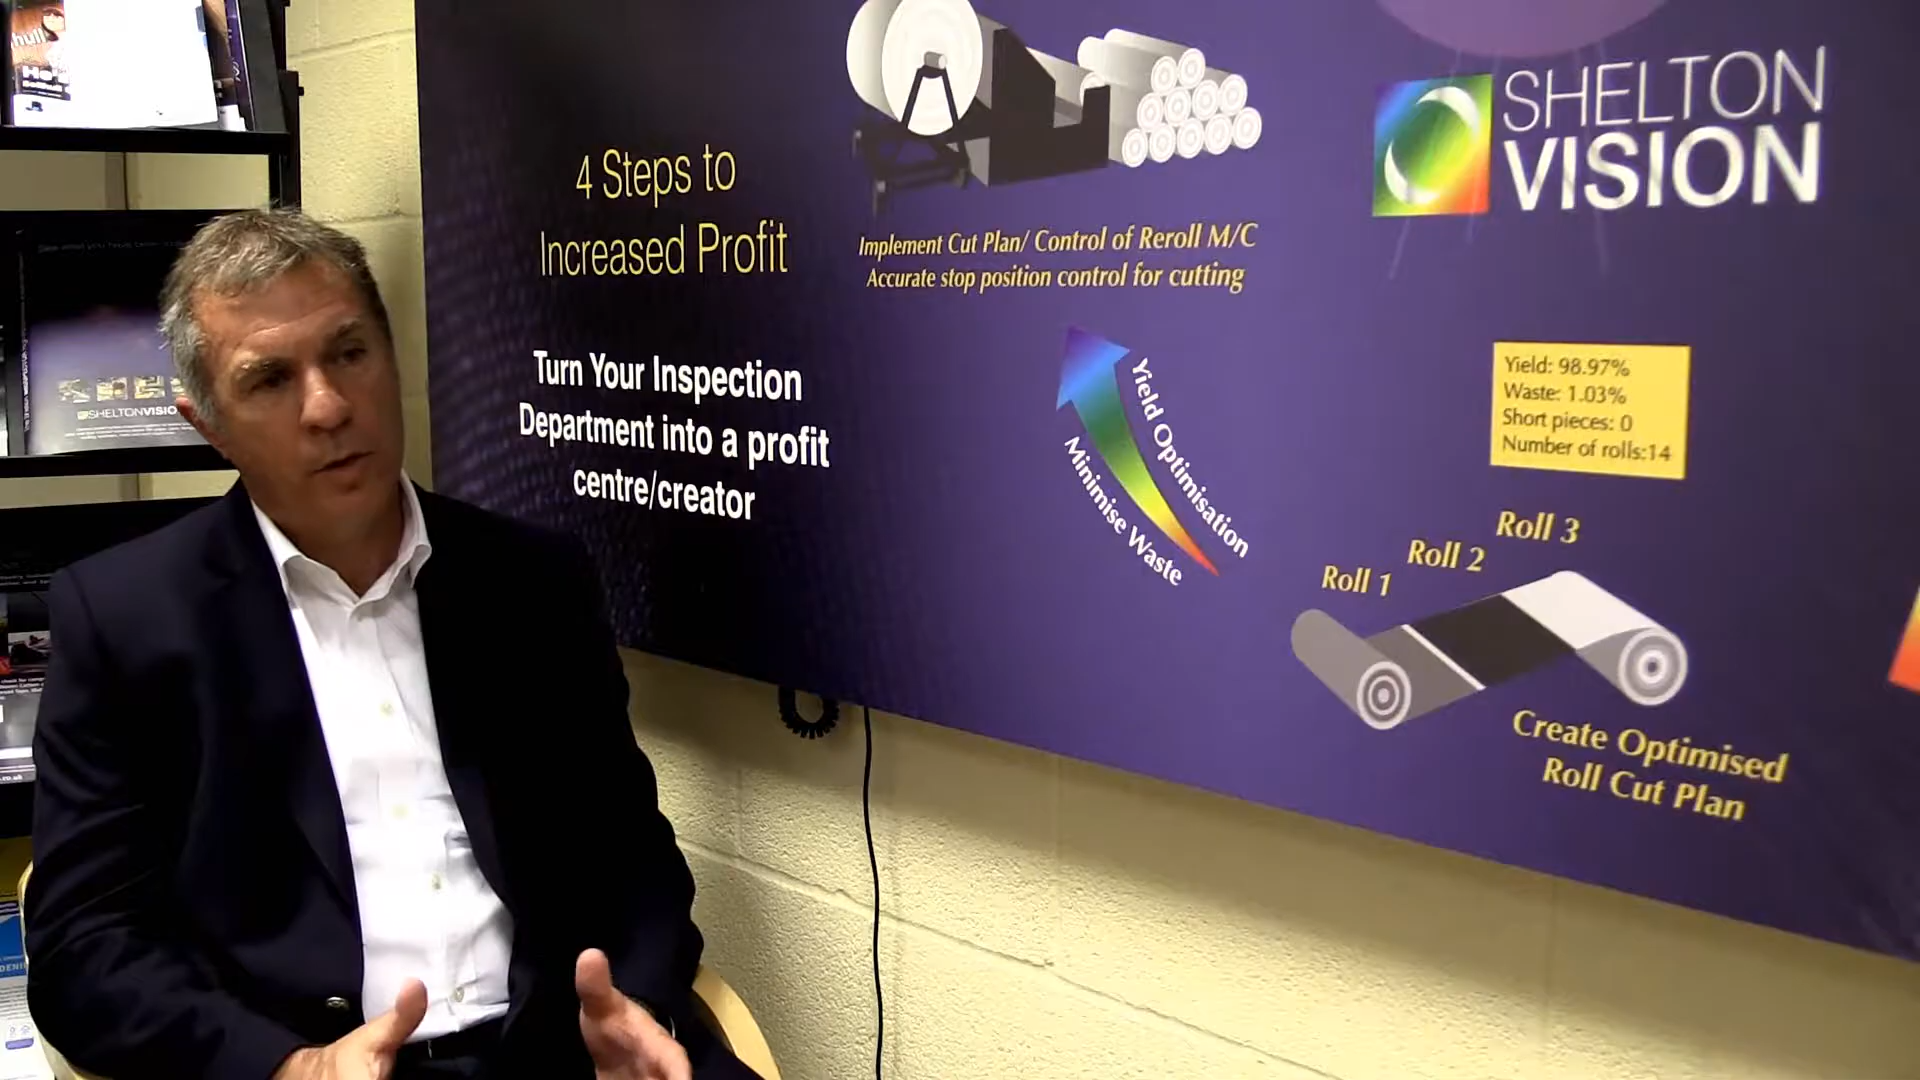 4 Steps to
Increased Profit
Turn Your Inspection
Department into a profit
centre/creator
Implement Cut Plan/ Control of Reroll M/C
Accurate stop position control for cutting
Yield Optimisation
Minimise Waste
SHELTON
VISION
Yield: 98.97%
Waste: 1.03%
Short pieces: 0
Number of rolls:14
Roll 1
Roll 2
Roll 3
Create Optimised
Roll Cut Plan
SHELTONVISIO